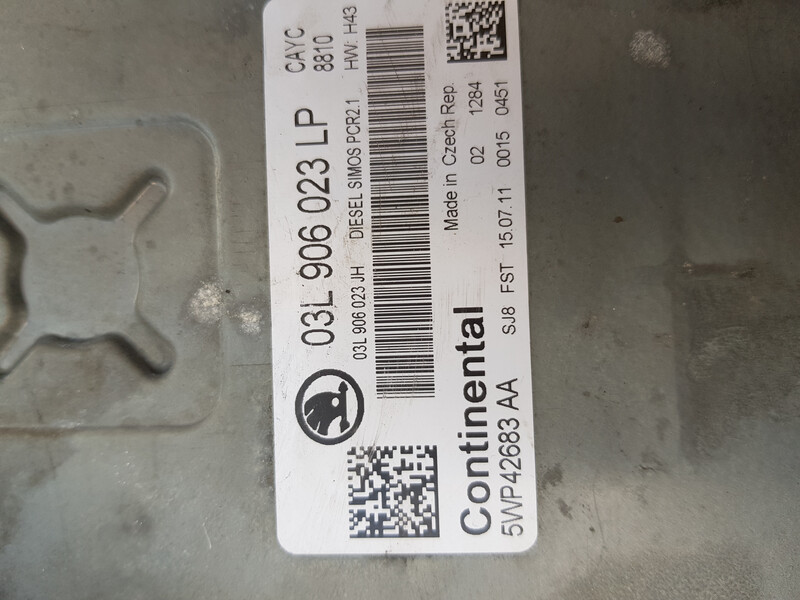 03L 906 023 LP
CAYC
8810
03L 906 023 JH DIESEL SIMOS PCR2.1 HW: H43
Continental
Made in Czech Rep.
5WP42683 AA
02 1284
SJ8 FST 15.07.11 0015 0451